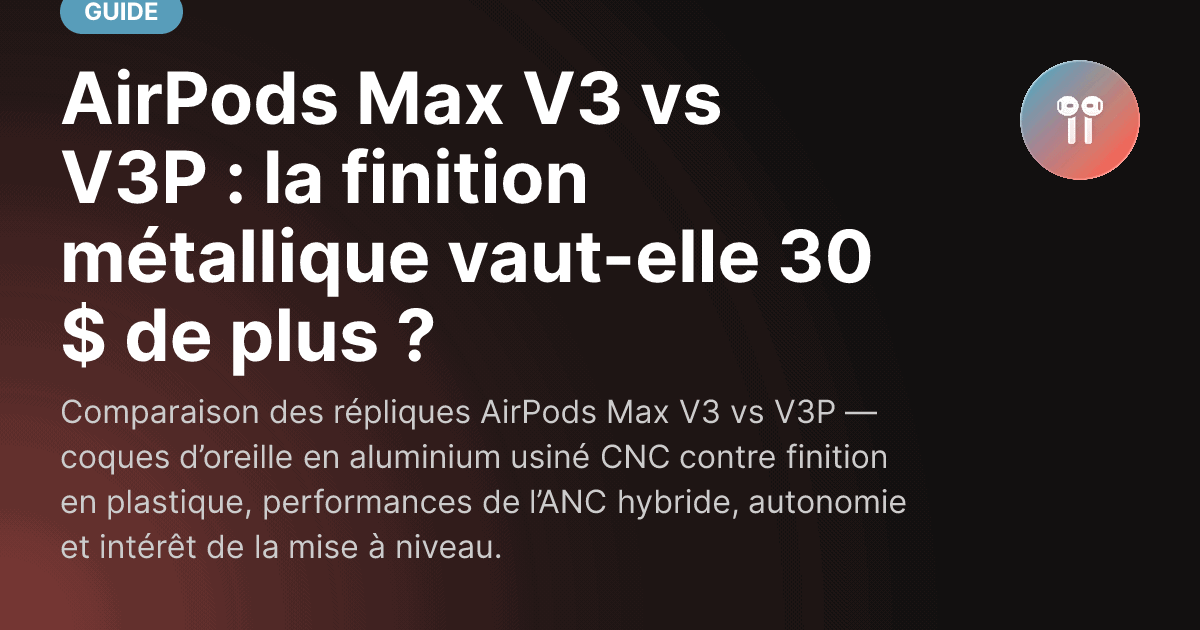 GUIDE
AirPods Max V3 vs
V3P : la finition
métallique vaut-elle 30
$ de plus ?
Comparaison des répliques AirPods Max V3 vs V3P —
coques d’oreille en aluminium usiné CNC contre finition
en plastique, performances de l’ANC hybride, autonomie
et intérêt de la mise à niveau.